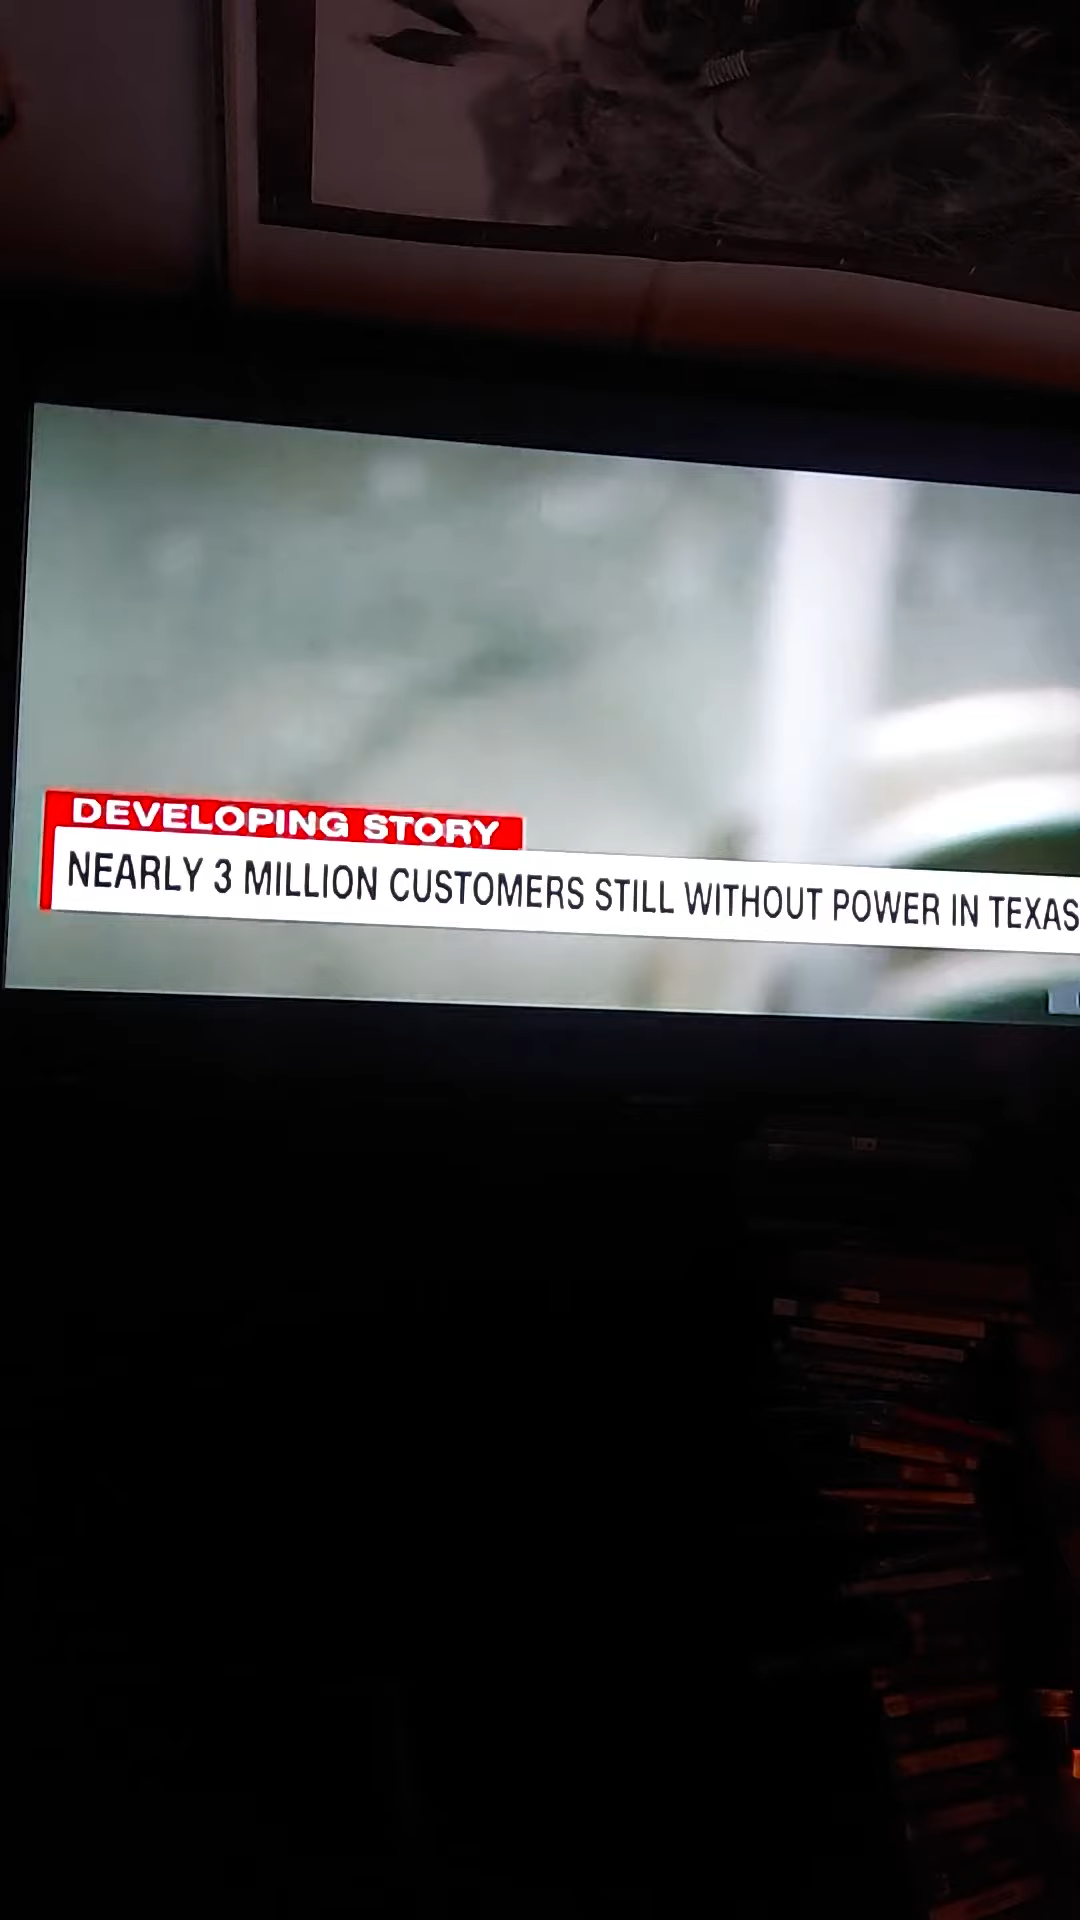 DEVELOPING STORY
NEARLY 3 MILLION CUSTOMERS STILL WITHOUT POWER IN TEXAS